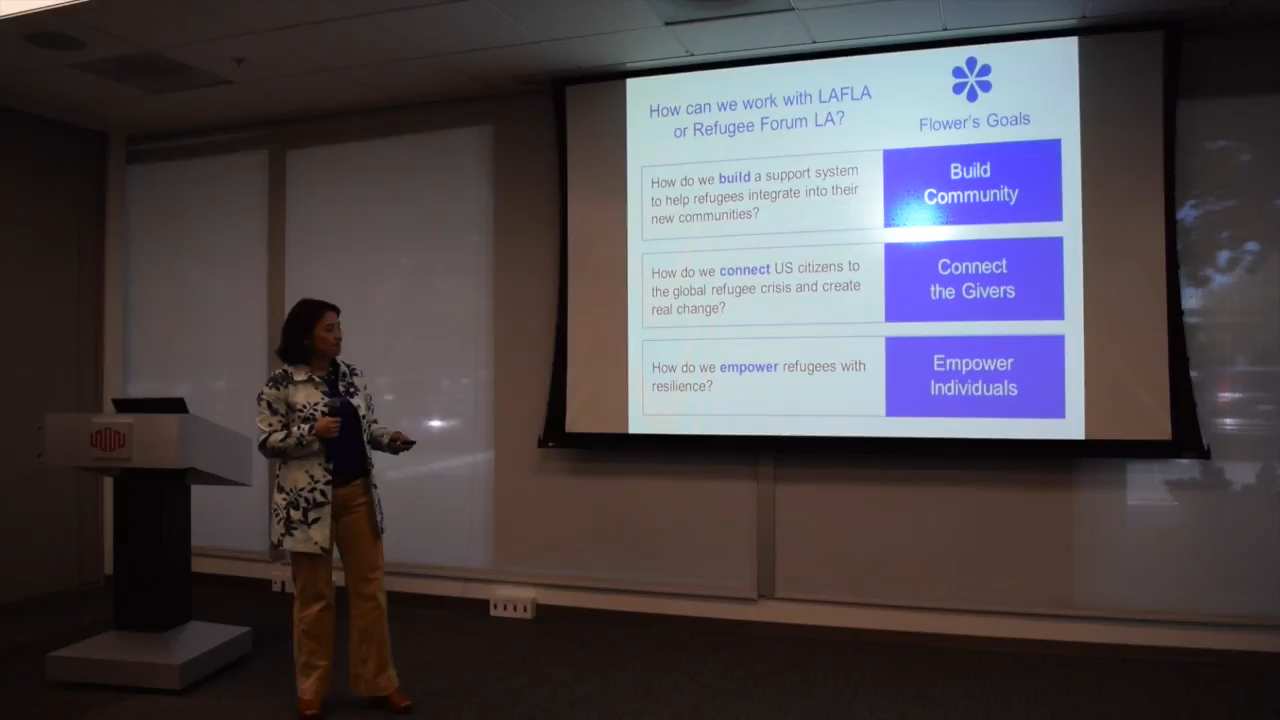 How can we work with LAFLA
or Refugee Forum LA?
Flower's Goals
How do we build a support system
to help refugees integrate into their
new communities?
Build
Community
How do we connect US citizens to
the global refugee crisis and create
real change?
Connect
the Givers
How do we empower refugees with
resilience?
Empower
Individuals